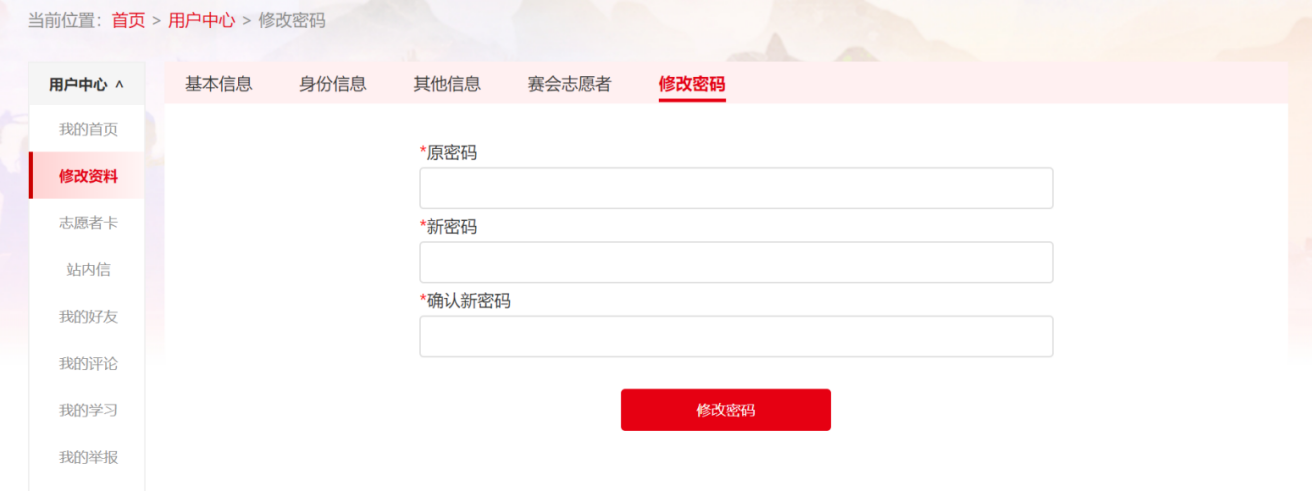 当前位置：首页 > 用户中心 > 修改密码
用户中心 ∧
基本信息 身份信息 其他信息 赛会志愿者 修改密码
我的首页
修改资料
志愿者卡
站内信
我的好友
我的评论
我的学习
我的举报
*原密码
*新密码
*确认新密码
修改密码